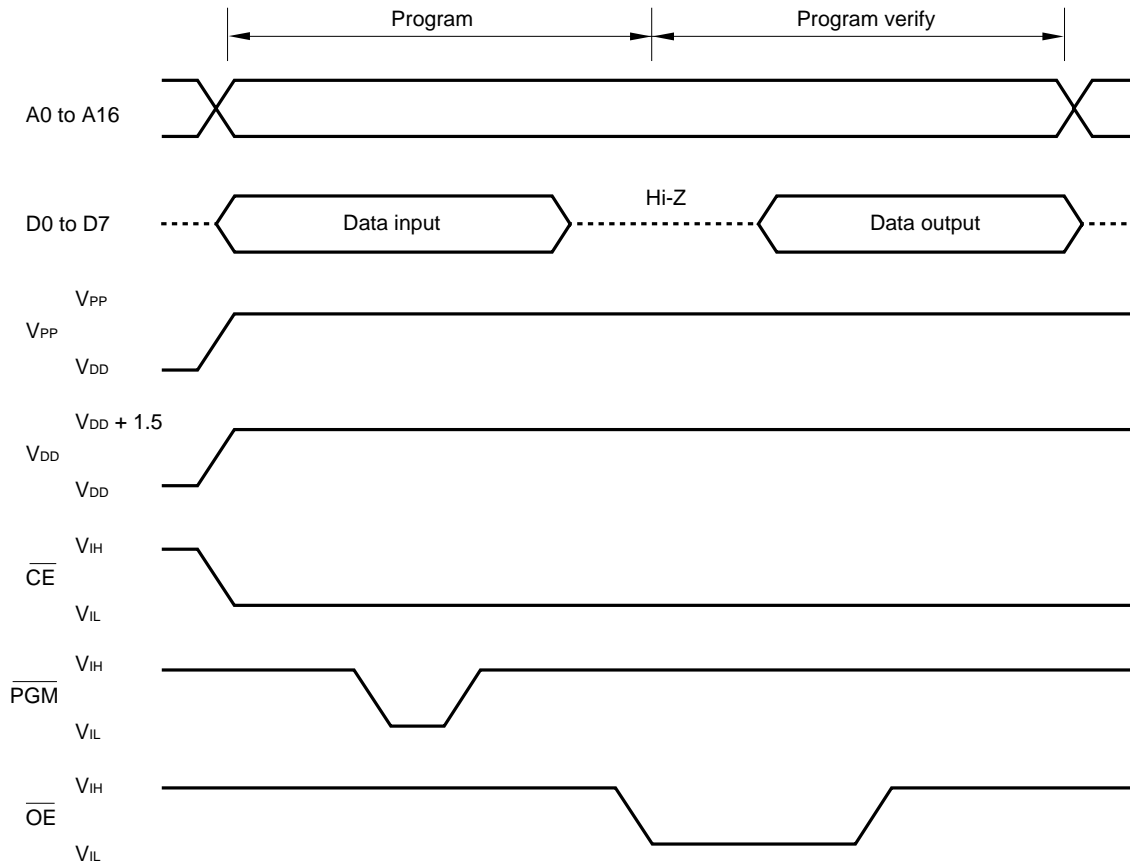 Program
Program verify
A0 to A16
Hi-Z
D0 to D7
Data input
Data output
VPP
VPP
VDD
VDD + 1.5
VDD
VDD
VIH
CE
VIL
VIH
PGM
VIL
VIH
OE
VIL